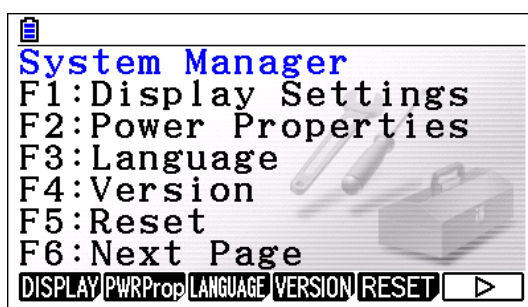 System Manager
F1:Display Settings
F2:Power Properties
F3:Language
F4:Version
F5:Reset
F6:Next Page
DISPLAY PWRProp LANGUAGE VERSION RESET ▷